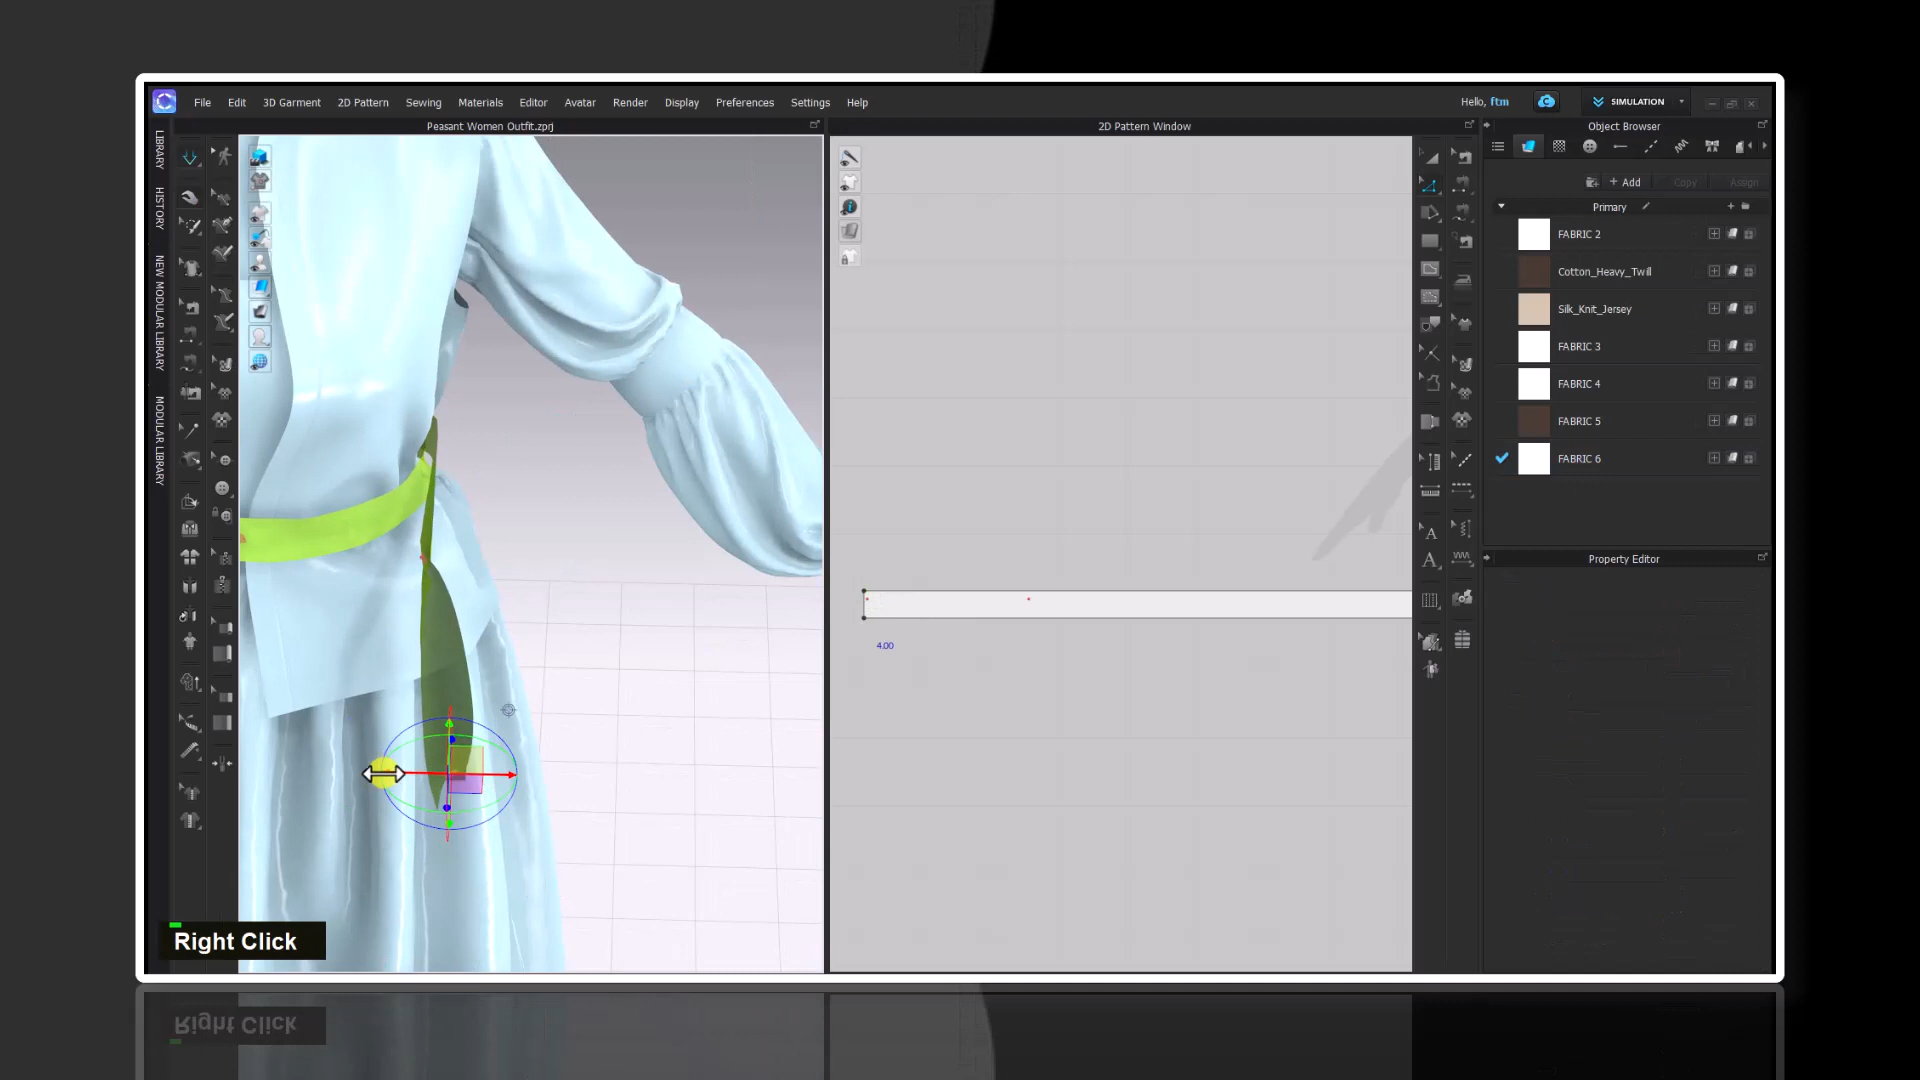 File Edit 3D Garment 2D Pattern Sewing Materials Editor Avatar Render Display Preferences Settings Help
Hello, ftm
SIMULATION
Peasant Women Outfit.zprj
2D Pattern Window
Object Browser
LIBRARY
HISTORY
NEW MODULAR LIBRARY
MODULAR LIBRARY
+ Add
Copy
Assign
Primary
FABRIC 2
Cotton_Heavy_Twill
Silk_Knit_Jersey
FABRIC 3
FABRIC 4
FABRIC 5
FABRIC 6
Property Editor
4.00
Right Click
Right Click